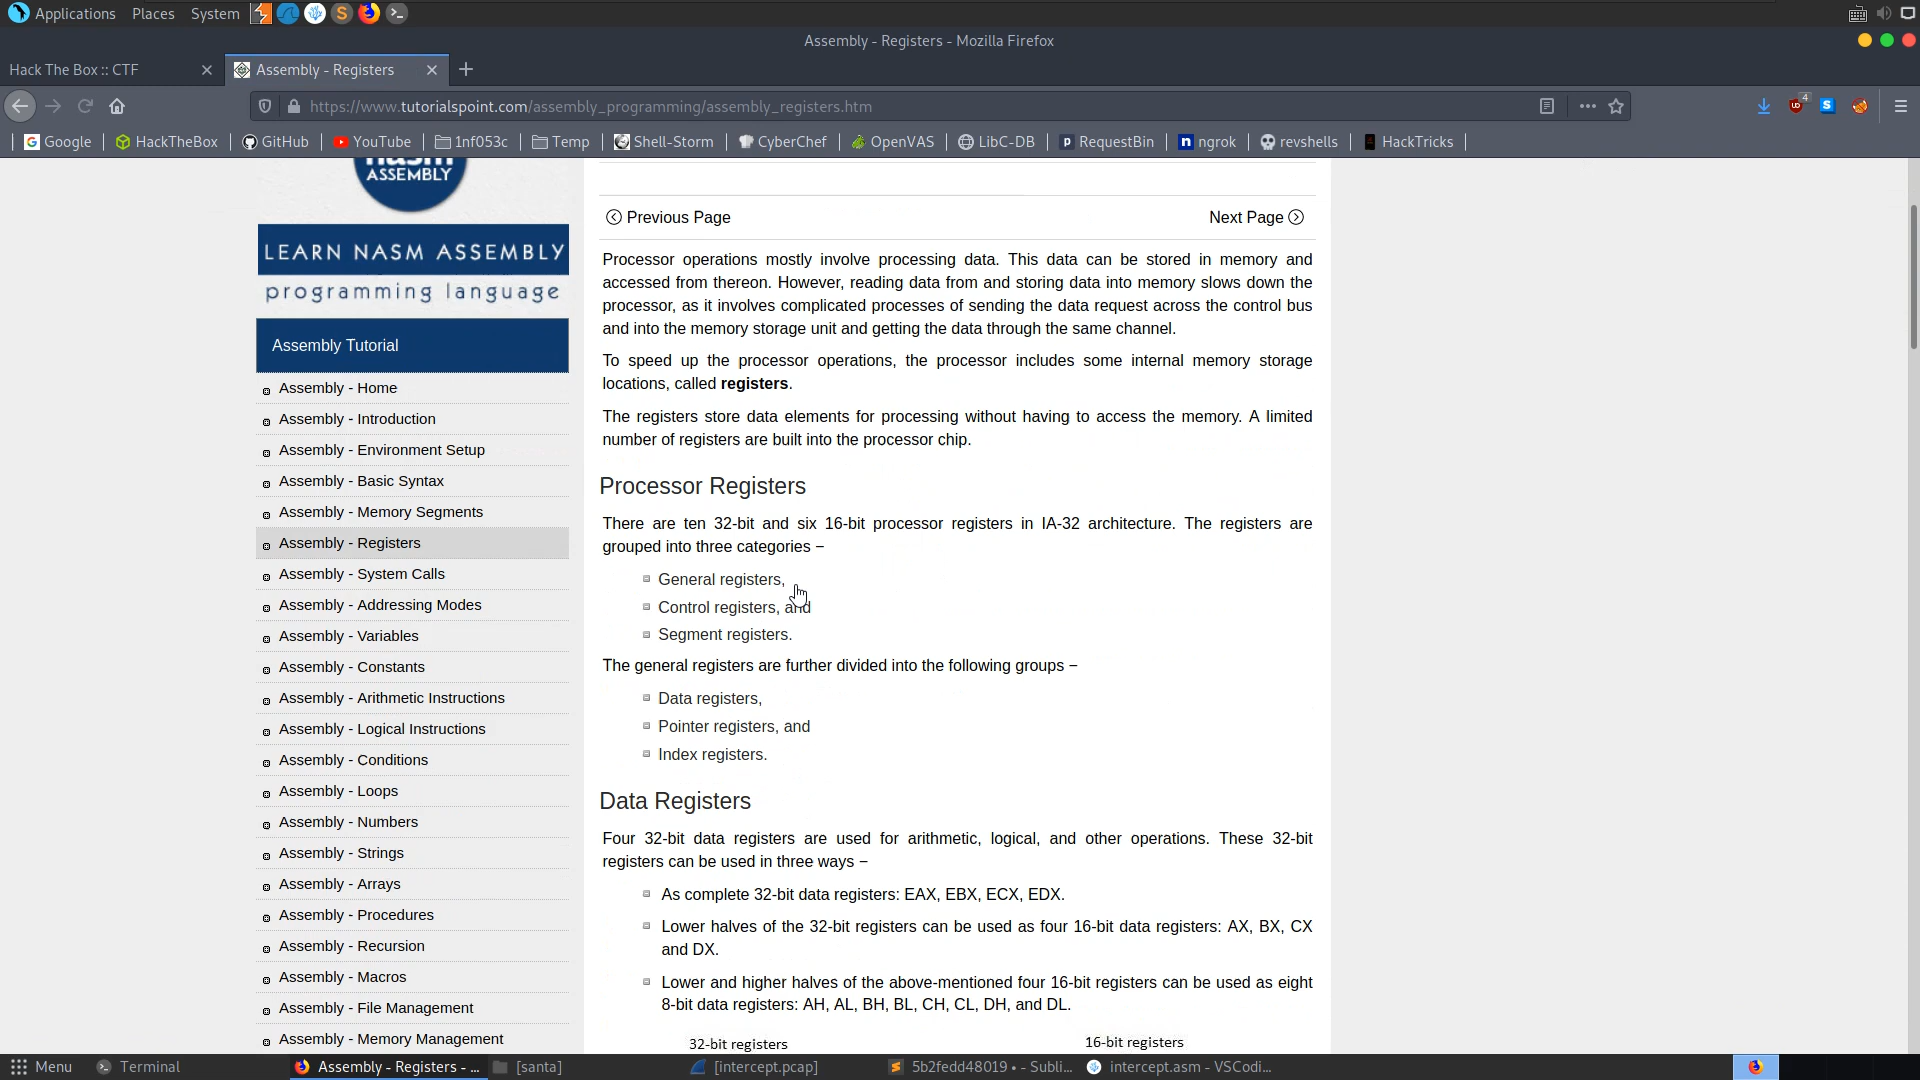 Applications Places System
Assembly - Registers - Mozilla Firefox
Hack The Box :: CTF
Assembly - Registers
https://www.tutorialspoint.com/assembly_programming/assembly_registers.htm
4
Google
HackTheBox
GitHub
YouTube
1nf053c
Temp
Shell-Storm
CyberChef
OpenVAS
LibC-DB
RequestBin
ngrok
revshells
HackTricks
ASSEMBLY
LEARN NASM ASSEMBLY
programming language
Assembly Tutorial
Assembly - Home
Assembly - Introduction
Assembly - Environment Setup
Assembly - Basic Syntax
Assembly - Memory Segments
Assembly - Registers
Assembly - System Calls
Assembly - Addressing Modes
Assembly - Variables
Assembly - Constants
Assembly - Arithmetic Instructions
Assembly - Logical Instructions
Assembly - Conditions
Assembly - Loops
Assembly - Numbers
Assembly - Strings
Assembly - Arrays
Assembly - Procedures
Assembly - Recursion
Assembly - Macros
Assembly - File Management
Assembly - Memory Management
Previous Page
Next Page
Processor operations mostly involve processing data. This data can be stored in memory and
accessed from thereon. However, reading data from and storing data into memory slows down the
processor, as it involves complicated processes of sending the data request across the control bus
and into the memory storage unit and getting the data through the same channel.
To speed up the processor operations, the processor includes some internal memory storage
locations, called registers.
The registers store data elements for processing without having to access the memory. A limited
number of registers are built into the processor chip.
Processor Registers
There are ten 32-bit and six 16-bit processor registers in IA-32 architecture. The registers are
grouped into three categories −
General registers,
Control registers, and
Segment registers.
The general registers are further divided into the following groups −
Data registers,
Pointer registers, and
Index registers.
Data Registers
Four 32-bit data registers are used for arithmetic, logical, and other operations. These 32-bit
registers can be used in three ways −
As complete 32-bit data registers: EAX, EBX, ECX, EDX.
Lower halves of the 32-bit registers can be used as four 16-bit data registers: AX, BX, CX
and DX.
Lower and higher halves of the above-mentioned four 16-bit registers can be used as eight
8-bit data registers: AH, AL, BH, BL, CH, CL, DH, and DL.
32-bit registers
16-bit registers
Menu
Terminal
Assembly - Registers - ...
[santa]
[intercept.pcap]
5b2fedd48019 • - Subli...
intercept.asm - VSCodi...